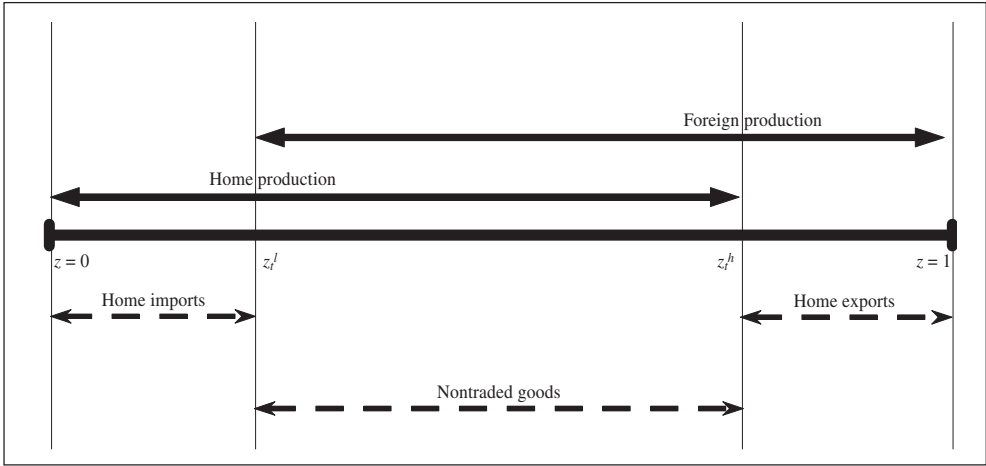 Foreign production
Home production
z = 0
z_t^l
z_t^h
z = 1
Home imports
Home exports
Nontraded goods